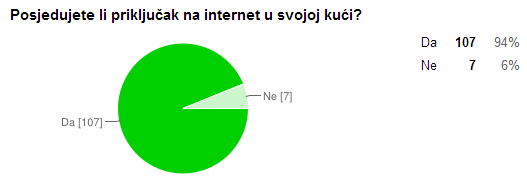 Posjedujete li priključak na internet u svojoj kući?
Da 107 94%
Ne 7 6%
Ne [7]
Da [107]